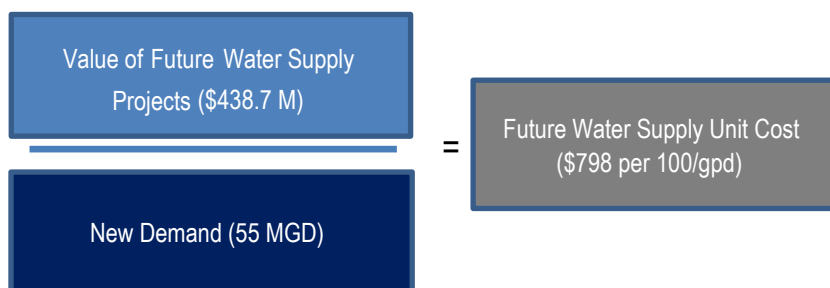 Value of Future Water Supply
Projects ($438.7 M)
=
Future Water Supply Unit Cost
($798 per 100/gpd)
New Demand (55 MGD)